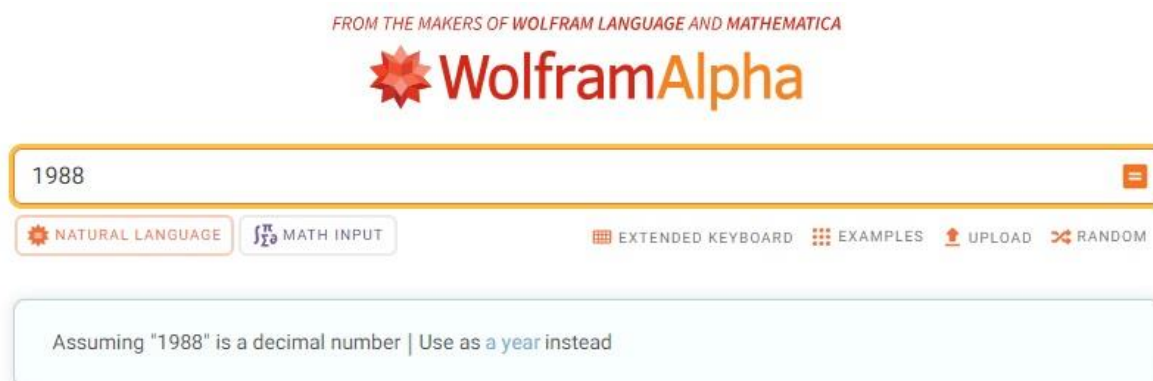 FROM THE MAKERS OF WOLFRAM LANGUAGE AND MATHEMATICA
WolframAlpha
1988
NATURAL LANGUAGE MATH INPUT EXTENDED KEYBOARD EXAMPLES UPLOAD RANDOM
Assuming "1988" is a decimal number | Use as a year instead